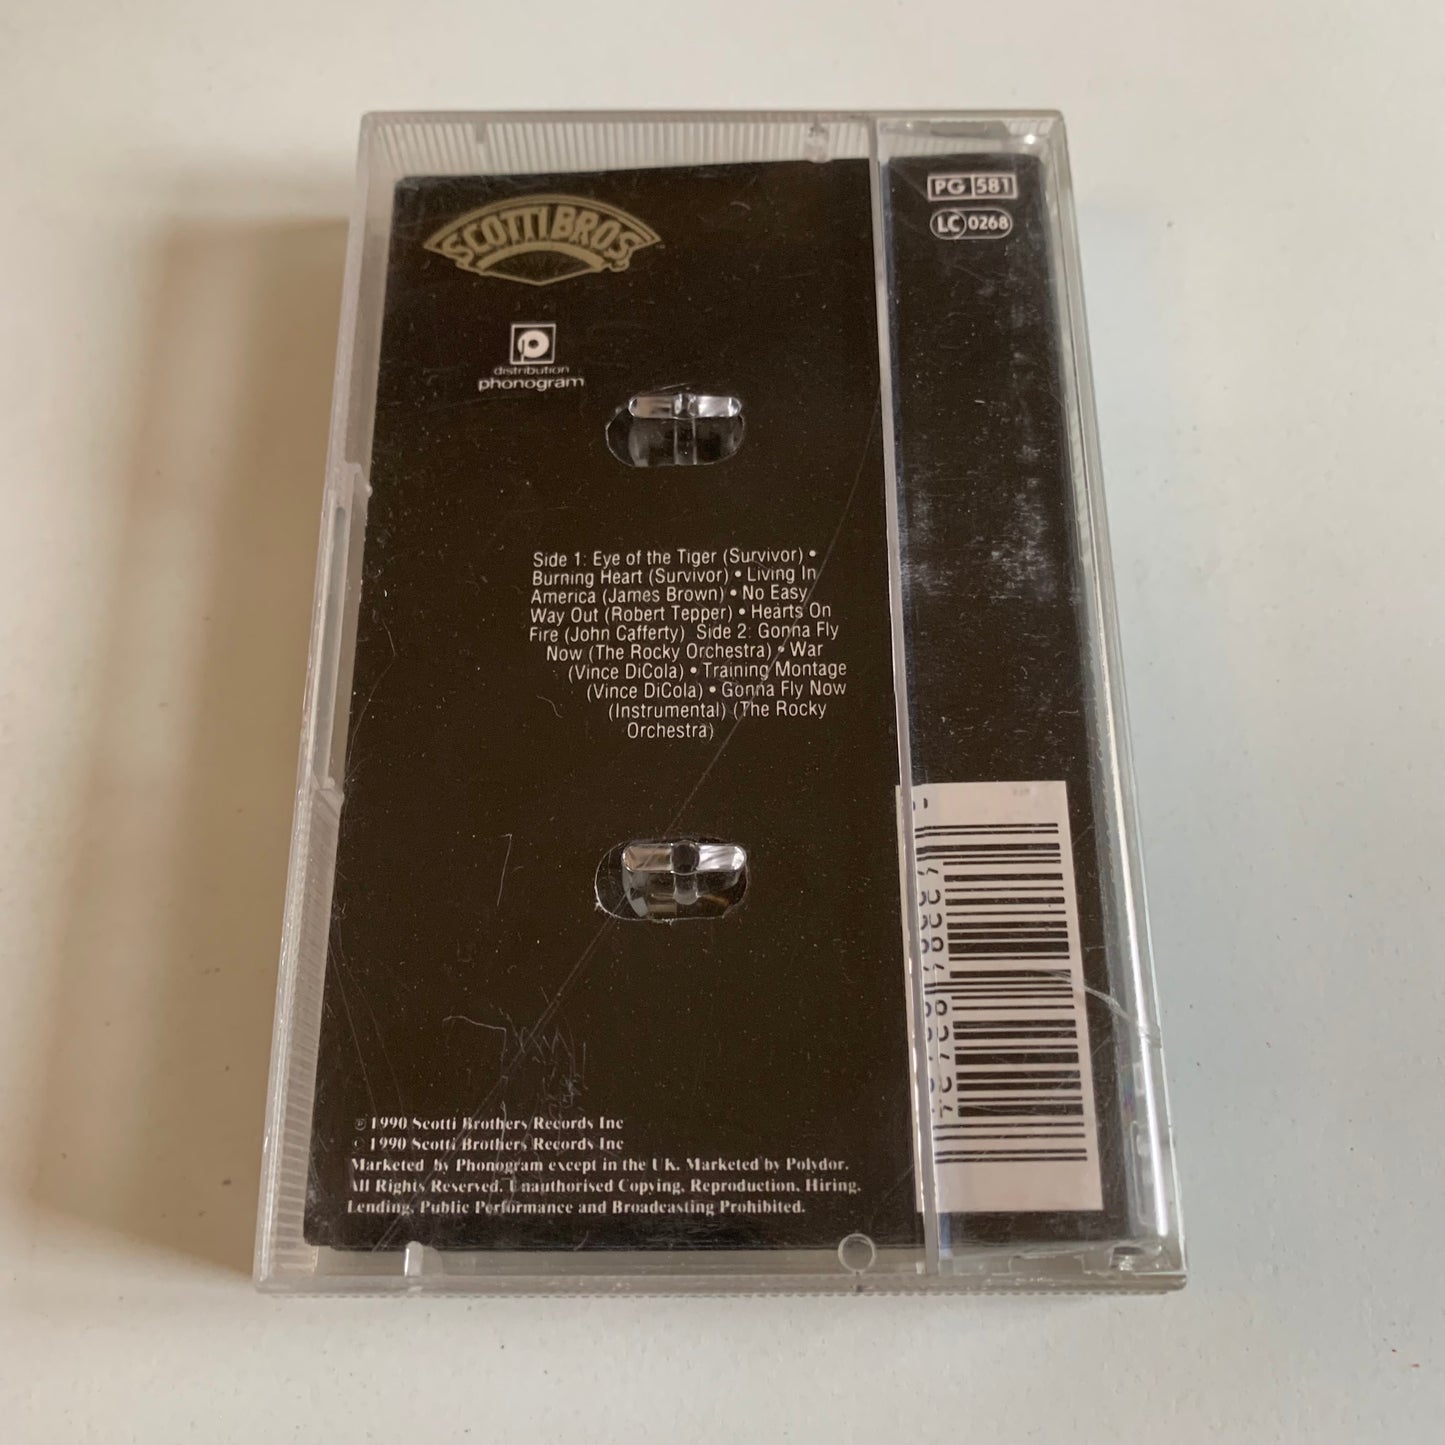 SCOTTI BROS.
PG 581
LC 0268
distribution
phonogram
Side 1: Eye of the Tiger (Survivor) •
Burning Heart (Survivor) • Living In
America (James Brown) • No Easy
Way Out (Robert Tepper) • Hearts On
Fire (John Cafferty) Side 2: Gonna Fly
Now (The Rocky Orchestra) • War
(Vince DiCola) • Training Montage
(Vince DiCola) • Gonna Fly Now
(Instrumental) (The Rocky
Orchestra)
℗ 1990 Scotti Brothers Records Inc
© 1990 Scotti Brothers Records Inc
Marketed by Phonogram except in the UK. Marketed by Polydor.
All Rights Reserved. Unauthorised Copying, Reproduction, Hiring,
Lending, Public Performance and Broadcasting Prohibited.